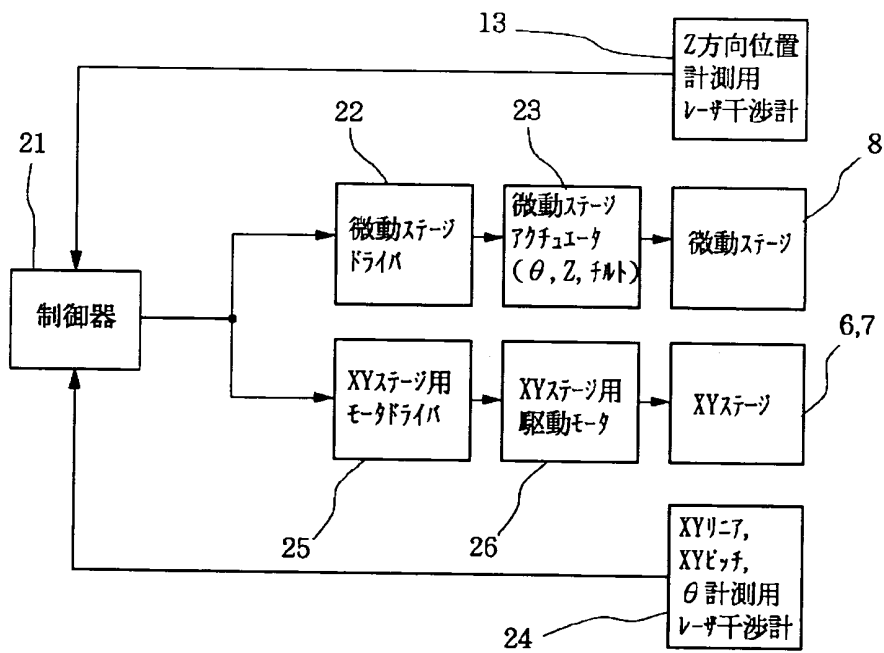 13
Z方向位置
計測用
レーザ干渉計
21
22
23
8
微動ステージ
ドライバ
微動ステージ
アクチュエータ
(θ,Z,チルト)
微動ステージ
制御器
6,7
XYステージ用
モータドライバ
XYステージ用
駆動モータ
XYステージ
25
26
XYリニア,
XYピッチ,
θ計測用
レーザ干渉計
24